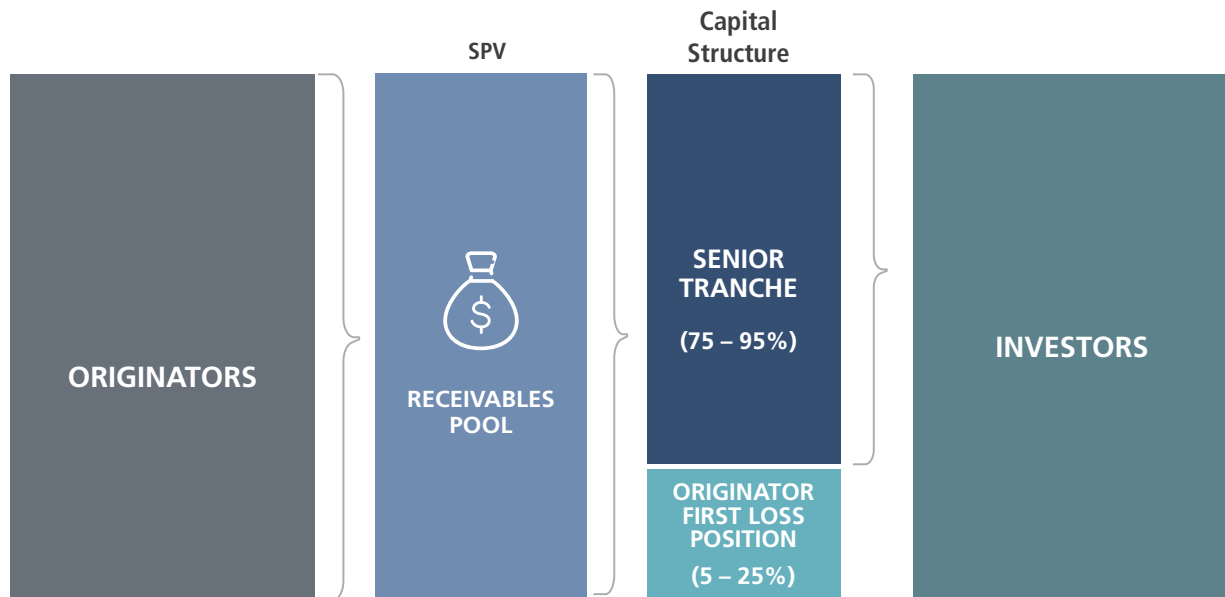 SPV
Capital
Structure
ORIGINATORS
$
RECEIVABLES
POOL
SENIOR
TRANCHE
(75 – 95%)
ORIGINATOR
FIRST LOSS
POSITION
(5 – 25%)
INVESTORS